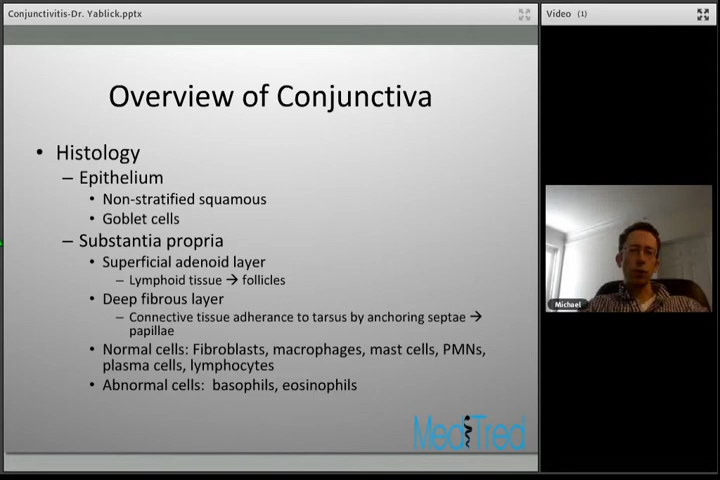 Conjunctivitis-Dr. Yablick.pptx
Video (1)
Overview of Conjunctiva
• Histology
– Epithelium
• Non-stratified squamous
• Goblet cells
– Substantia propria
• Superficial adenoid layer
– Lymphoid tissue → follicles
• Deep fibrous layer
– Connective tissue adherance to tarsus by anchoring septae →
papillae
• Normal cells: Fibroblasts, macrophages, mast cells, PMNs,
plasma cells, lymphocytes
• Abnormal cells: basophils, eosinophils
MediTred
Michael